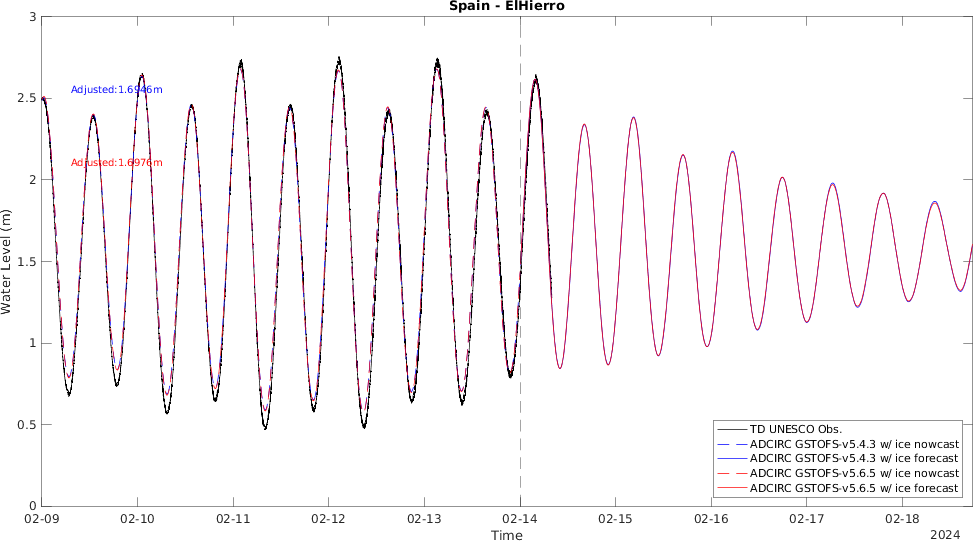 Spain - ElHierro
3
2.5
2
1.5
1
0.5
0
Water Level (m)
Adjusted:1.6946m
Adjusted:1.6976m
TD UNESCO Obs.
ADCIRC GSTOFS-v5.4.3 w/ ice nowcast
ADCIRC GSTOFS-v5.4.3 w/ ice forecast
ADCIRC GSTOFS-v5.6.5 w/ ice nowcast
ADCIRC GSTOFS-v5.6.5 w/ ice forecast
02-09 02-10 02-11 02-12 02-13 02-14 02-15 02-16 02-17 02-18
Time
2024